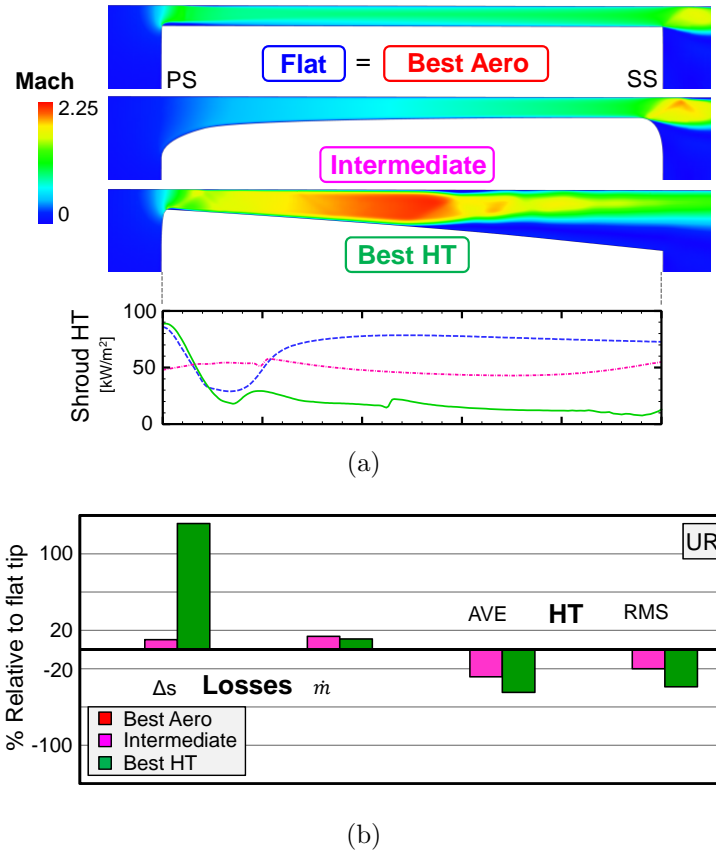 Flat = Best Aero
Mach
PS
SS
2.25
0
Intermediate
Best HT
Shroud HT
[kW/m²]
100
50
0
(a)
% Relative to flat tip
100
20
-20
-100
UR
AVE HT RMS
Δs Losses ṁ
Best Aero
Intermediate
Best HT
(b)